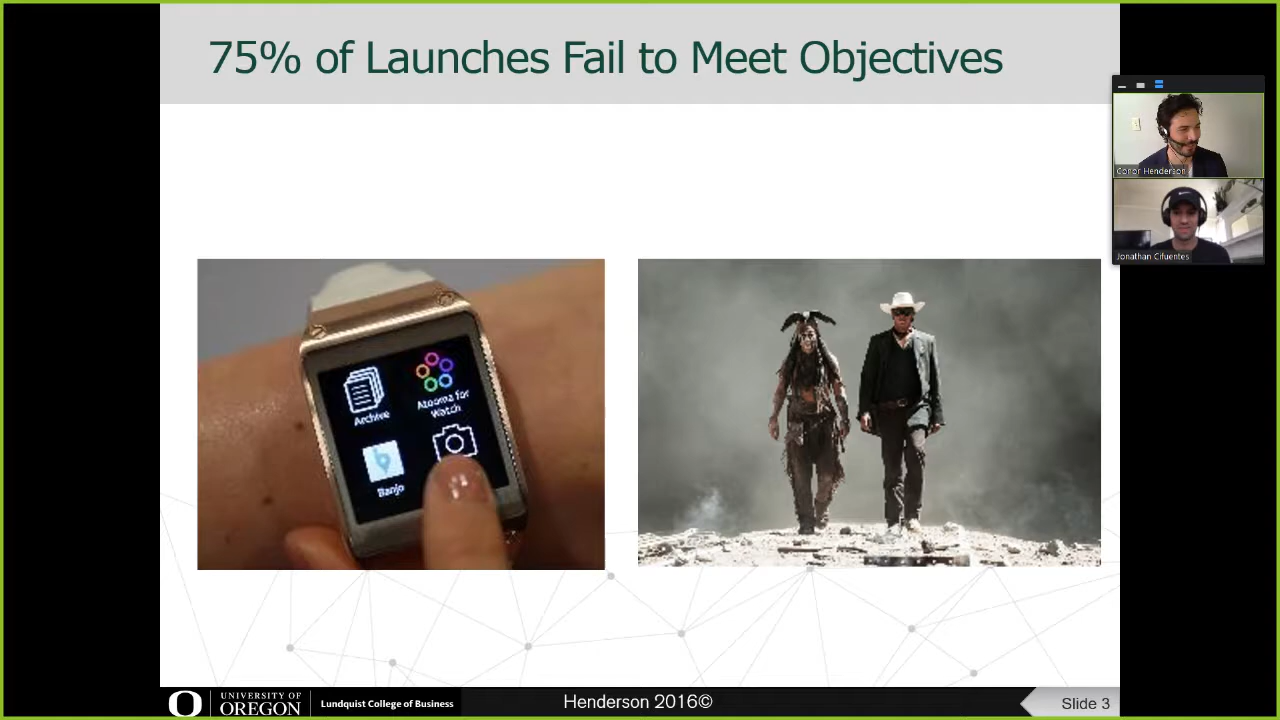 75% of Launches Fail to Meet Objectives
Conor Henderson
Jonathan Cifuentes
Archive
Atooma for
Watch
Banjo
UNIVERSITY OF
OREGON
Lundquist College of Business
Henderson 2016©
Slide 3